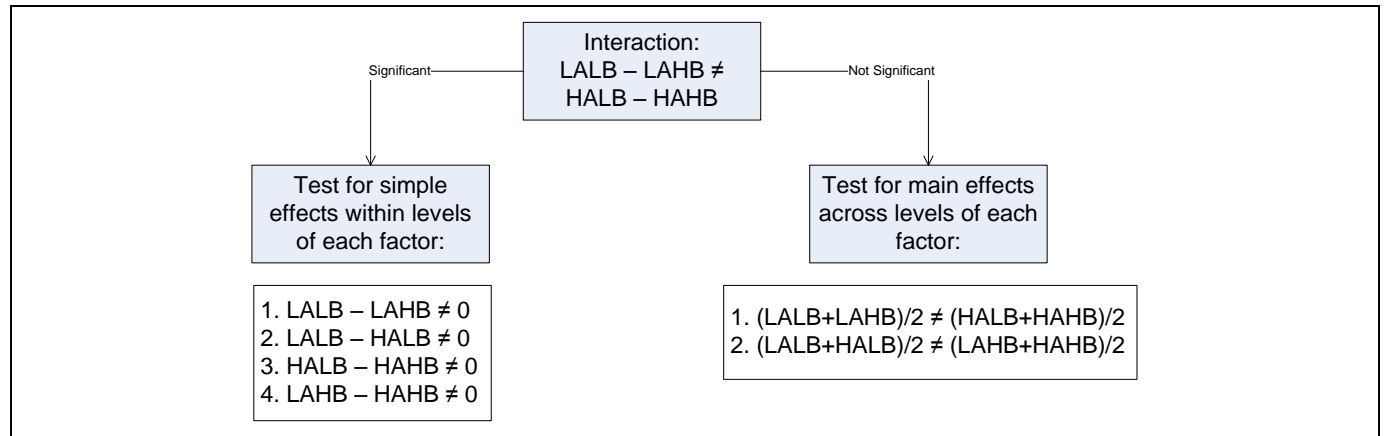 Interaction:
LALB – LAHB ≠
HALB – HAHB
Significant
Not Significant
Test for simple
effects within levels
of each factor:
Test for main effects
across levels of each
factor:
1. LALB – LAHB ≠ 0
2. LALB – HALB ≠ 0
3. HALB – HAHB ≠ 0
4. LAHB – HAHB ≠ 0
1. (LALB+LAHB)/2 ≠ (HALB+HAHB)/2
2. (LALB+HALB)/2 ≠ (LAHB+HAHB)/2